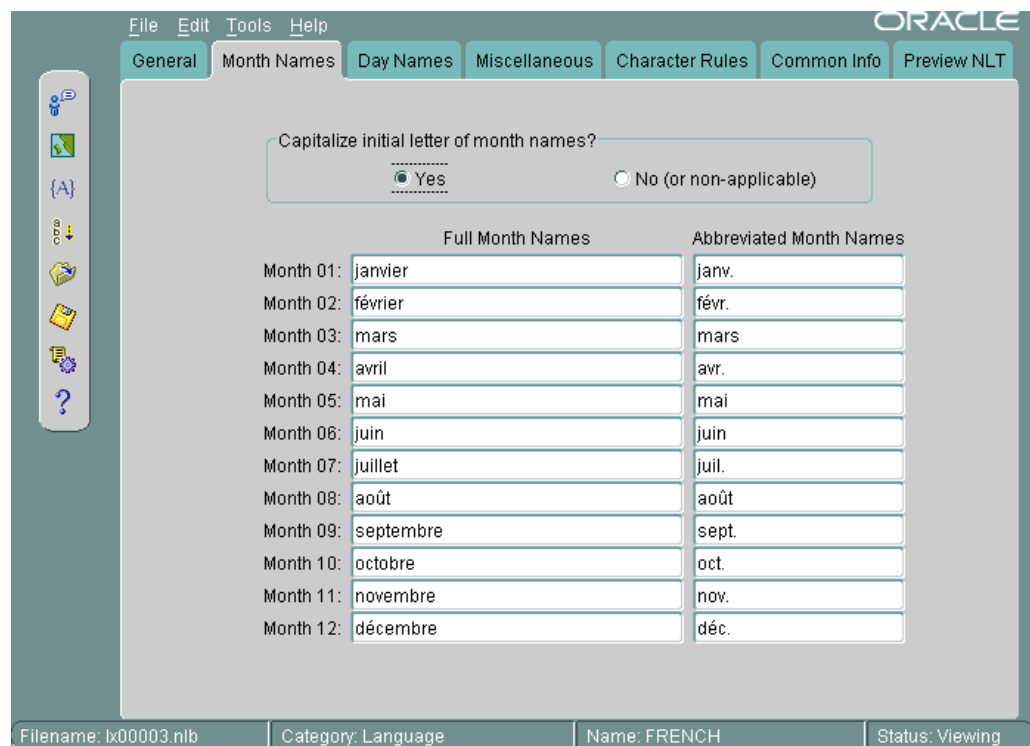 File Edit Tools Help ORACLE
General Month Names Day Names Miscellaneous Character Rules Common Info Preview NLT
Capitalize initial letter of month names?
Yes No (or non-applicable)
{A}
a
b
c
?
Full Month Names Abbreviated Month Names
Month 01: janvier janv.
Month 02: février févr.
Month 03: mars mars
Month 04: avril avr.
Month 05: mai mai
Month 06: juin juin
Month 07: juillet juil.
Month 08: août août
Month 09: septembre sept.
Month 10: octobre oct.
Month 11: novembre nov.
Month 12: décembre déc.
Filename: lx00003.nlb Category: Language Name: FRENCH Status: Viewing